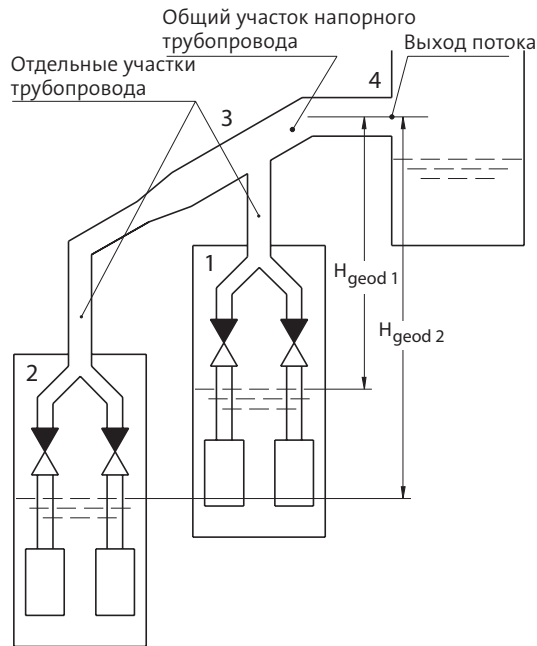 Общий участок напорного
трубопровода
Выход потока
Отдельные участки
трубопровода
4
3
1
H geod 1
H geod 2
2